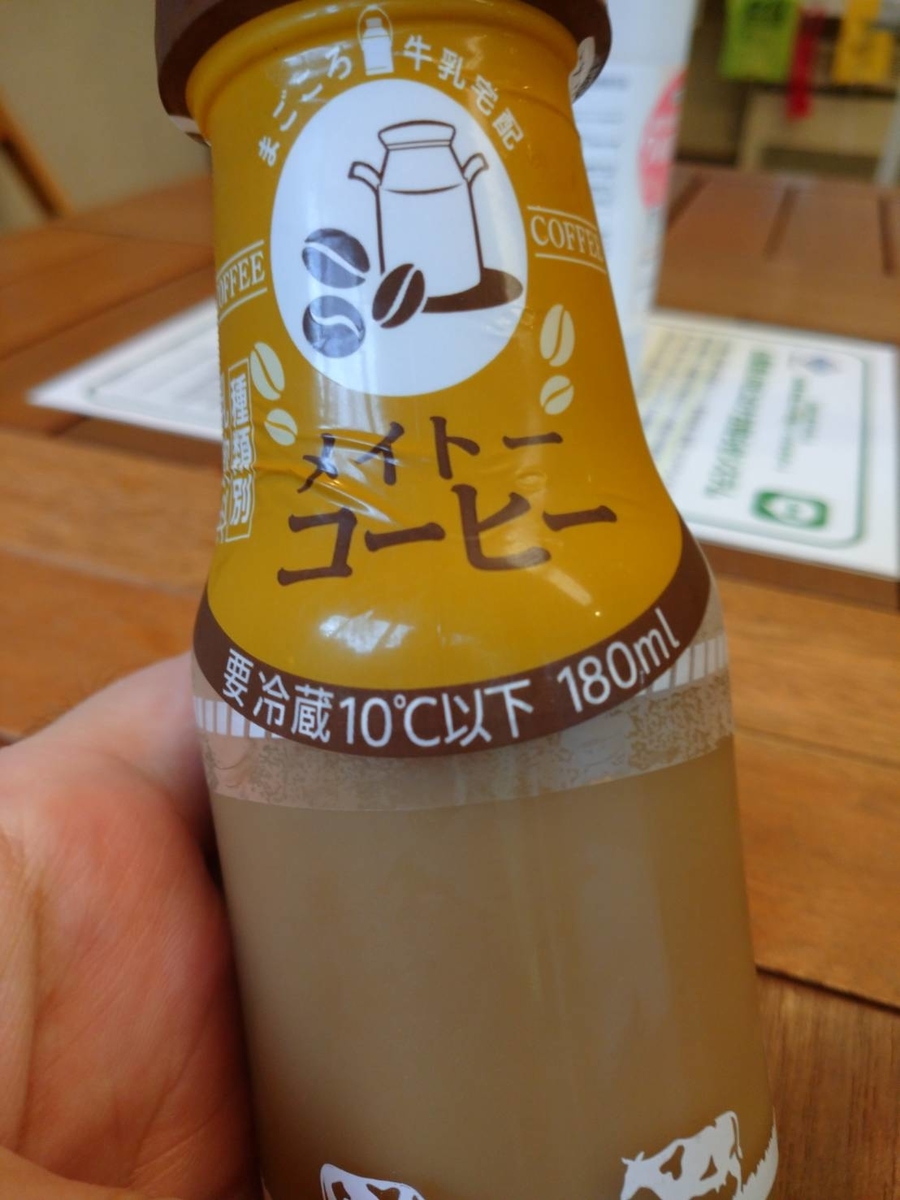 まごころ 牛乳宅配
COFFEE
COFFEE
種類別
メイトー
コーヒー
要冷蔵10℃以下 180ml